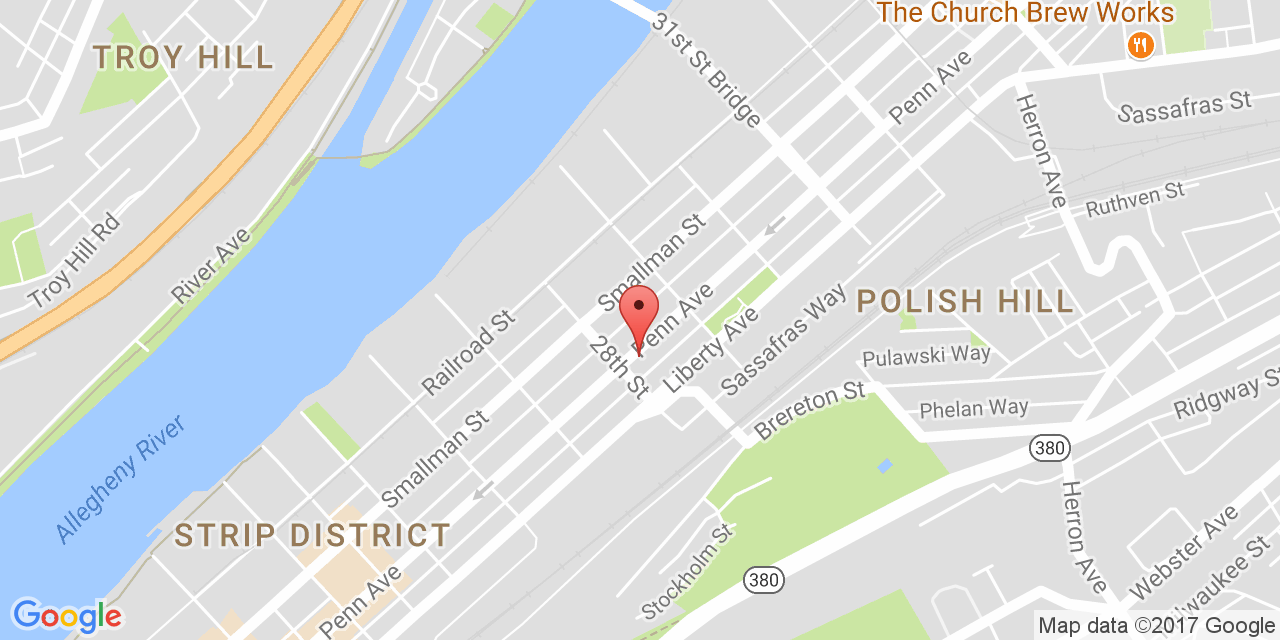 The Church Brew Works
31st St Bridge
TROY HILL
Penn Ave
Sassafras St
Herron Ave
Ruthven St
Troy Hill Rd
River Ave
Smallman St
POLISH HILL
Penn Ave
Liberty Ave
Sassafras Way
28th St
Railroad St
Pulawski Way
Brereton St
Phelan Way
Ridgway St
380
Allegheny River
Smallman St
STRIP DISTRICT
Herron Ave
Webster Ave
Stockholm St
380
Penn Ave
Google
Map data ©2017 Google